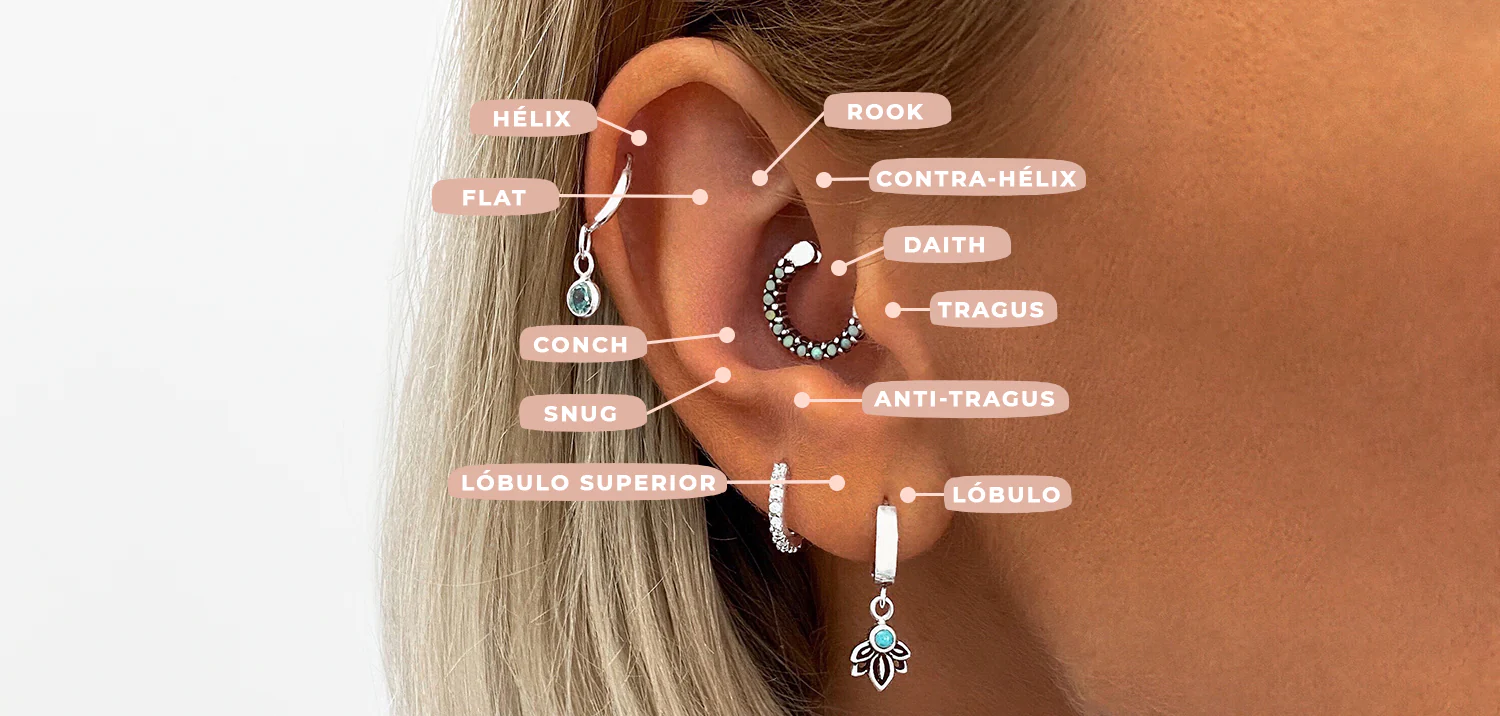 HÉLIX
ROOK
CONTRA-HÉLIX
FLAT
DAITH
TRAGUS
CONCH
ANTI-TRAGUS
SNUG
LÓBULO SUPERIOR
LÓBULO